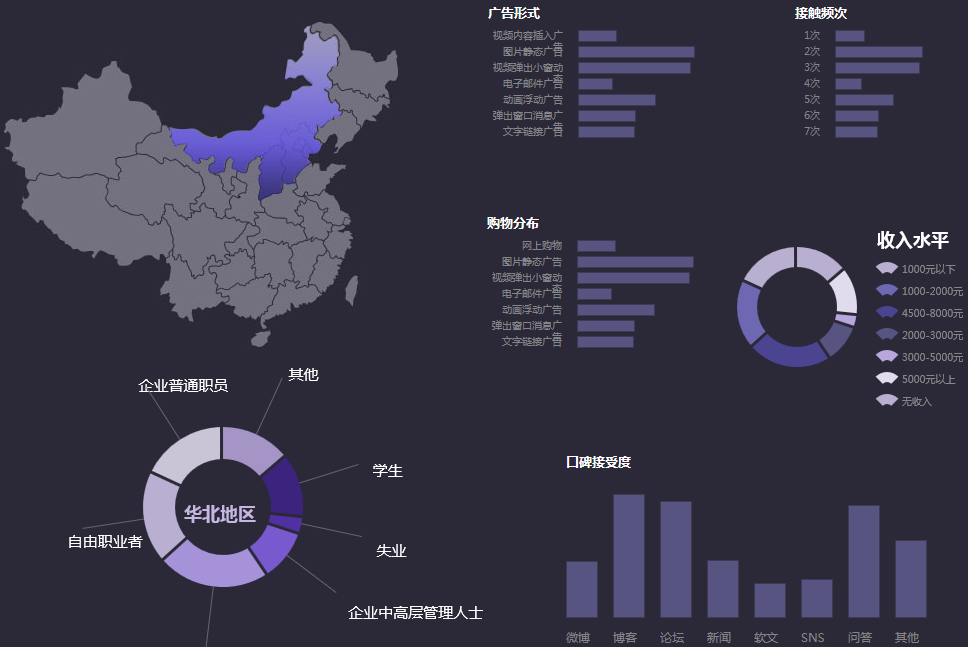 广告形式
视频内容插入广
告
图片静态广告
视频弹出小窗动
态
电子邮件广告
动画浮动广告
弹出窗口消息广
告
文字链接广告
接触频次
1次
2次
3次
4次
5次
6次
7次
购物分布
网上购物
图片静态广告
视频弹出小窗动
态
电子邮件广告
动画浮动广告
弹出窗口消息广
告
文字链接广告
收入水平
1000元以下
1000-2000元
4500-8000元
2000-3000元
3000-5000元
5000元以上
无收入
企业普通职员
其他
学生
华北地区
自由职业者
失业
企业中高层管理人士
口碑接受度
微博
博客
论坛
新闻
软文
SNS
问答
其他